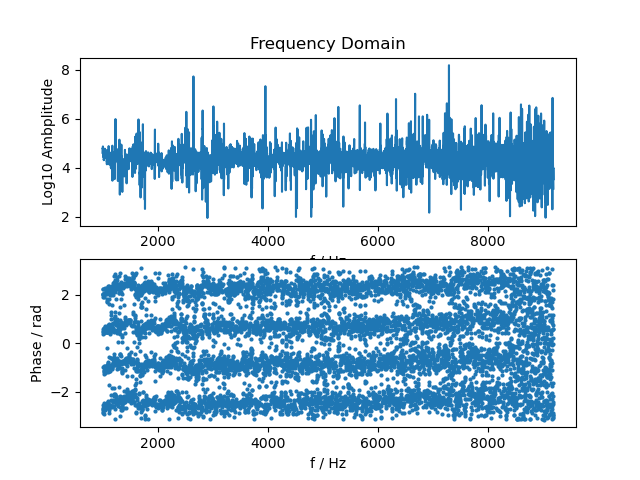 Frequency Domain
Log10 Ambplitude
8
6
4
2
2000 4000 6000 8000
f / Hz
Phase / rad
2
0
−2
2000 4000 6000 8000
f / Hz